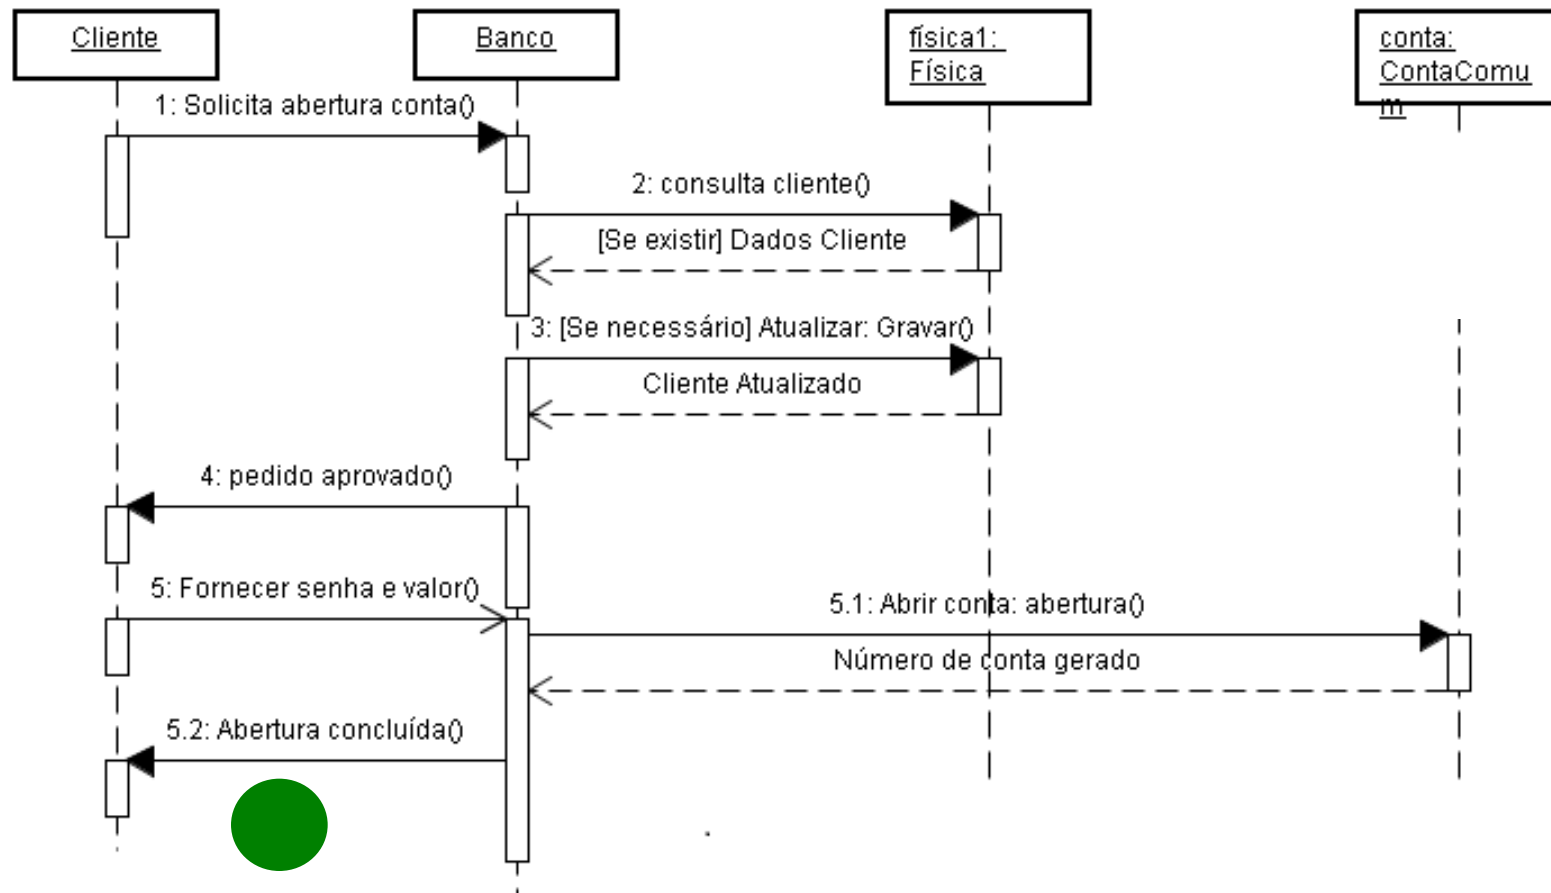 Cliente
Banco
física1:
Física
conta:
ContaComu
m
1: Solicita abertura conta()
2: consulta cliente()
[Se existir] Dados Cliente
3: [Se necessário] Atualizar: Gravar()
Cliente Atualizado
4: pedido aprovado()
5: Fornecer senha e valor()
5.1: Abrir conta: abertura()
Número de conta gerado
5.2: Abertura concluída()